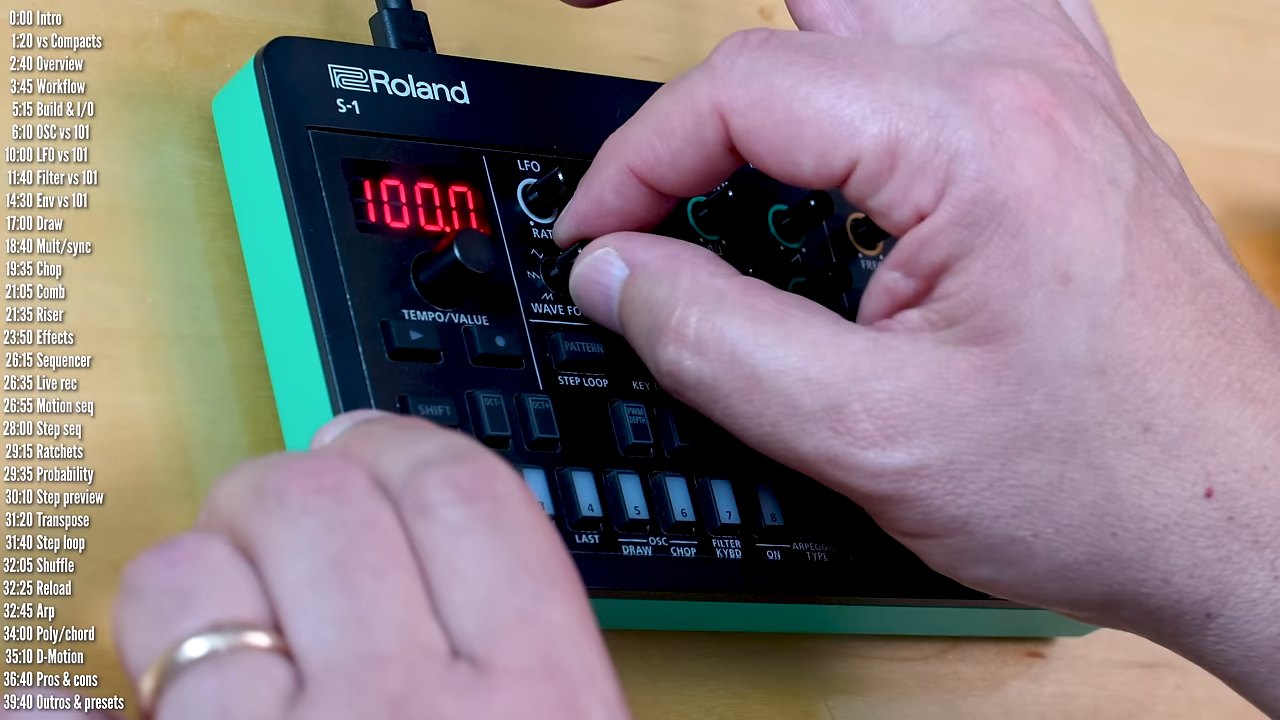 0:00 Intro
1:20 vs Compacts
2:40 Overview
3:45 Workflow
5:15 Build & I/O
6:10 OSC vs 101
10:00 LFO vs 101
11:40 Filter vs 101
14:30 Env vs 101
17:00 Draw
18:40 Mult/sync
19:35 Chop
21:05 Comb
21:35 Riser
23:50 Effects
26:15 Sequencer
26:35 Live rec
26:55 Motion seq
28:00 Step seq
29:15 Ratchets
29:35 Probability
30:10 Step preview
31:20 Transpose
31:40 Step loop
32:05 Shuffle
32:25 Reload
32:45 Arp
34:00 Poly/chord
35:10 D-Motion
36:40 Pros & cons
39:40 Outros & presets
Roland
S-1
LFO
100.n
TEMPO/VALUE
PATTERN
STEP LOOP
KEY
SHIFT
OCT-
OCT+
PWM DEPTH
3
4
5
6
7
8
LAST
OSC
DRAW
CHOP
FILTER
KYBD
ON
TYPE